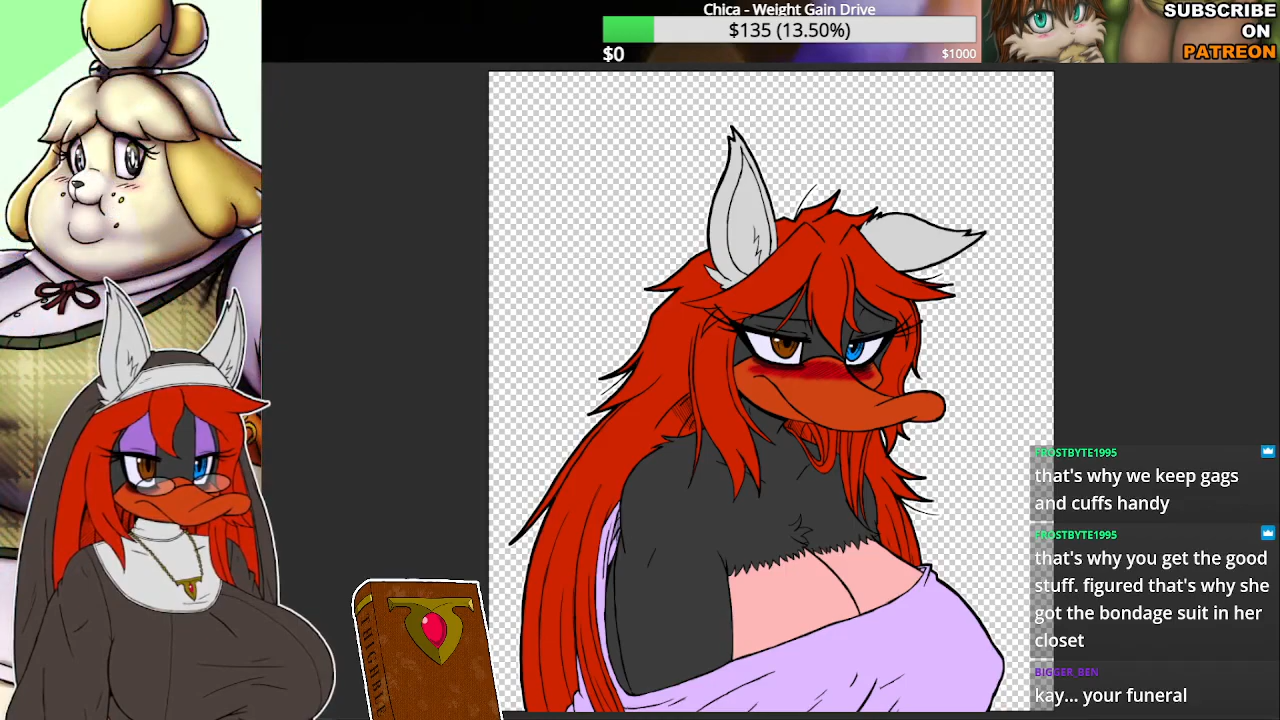 Chica - Weight Gain Drive
$135 (13.50%)
$0
$1000
SUBSCRIBE
ON
PATREON
FROSTBYTE1995
that's why we keep gags
and cuffs handy
FROSTBYTE1995
that's why you get the good
stuff. figured that's why she
got the bondage suit in her
closet
BIGGER_BEN
kay... your funeral
THIGHBLE